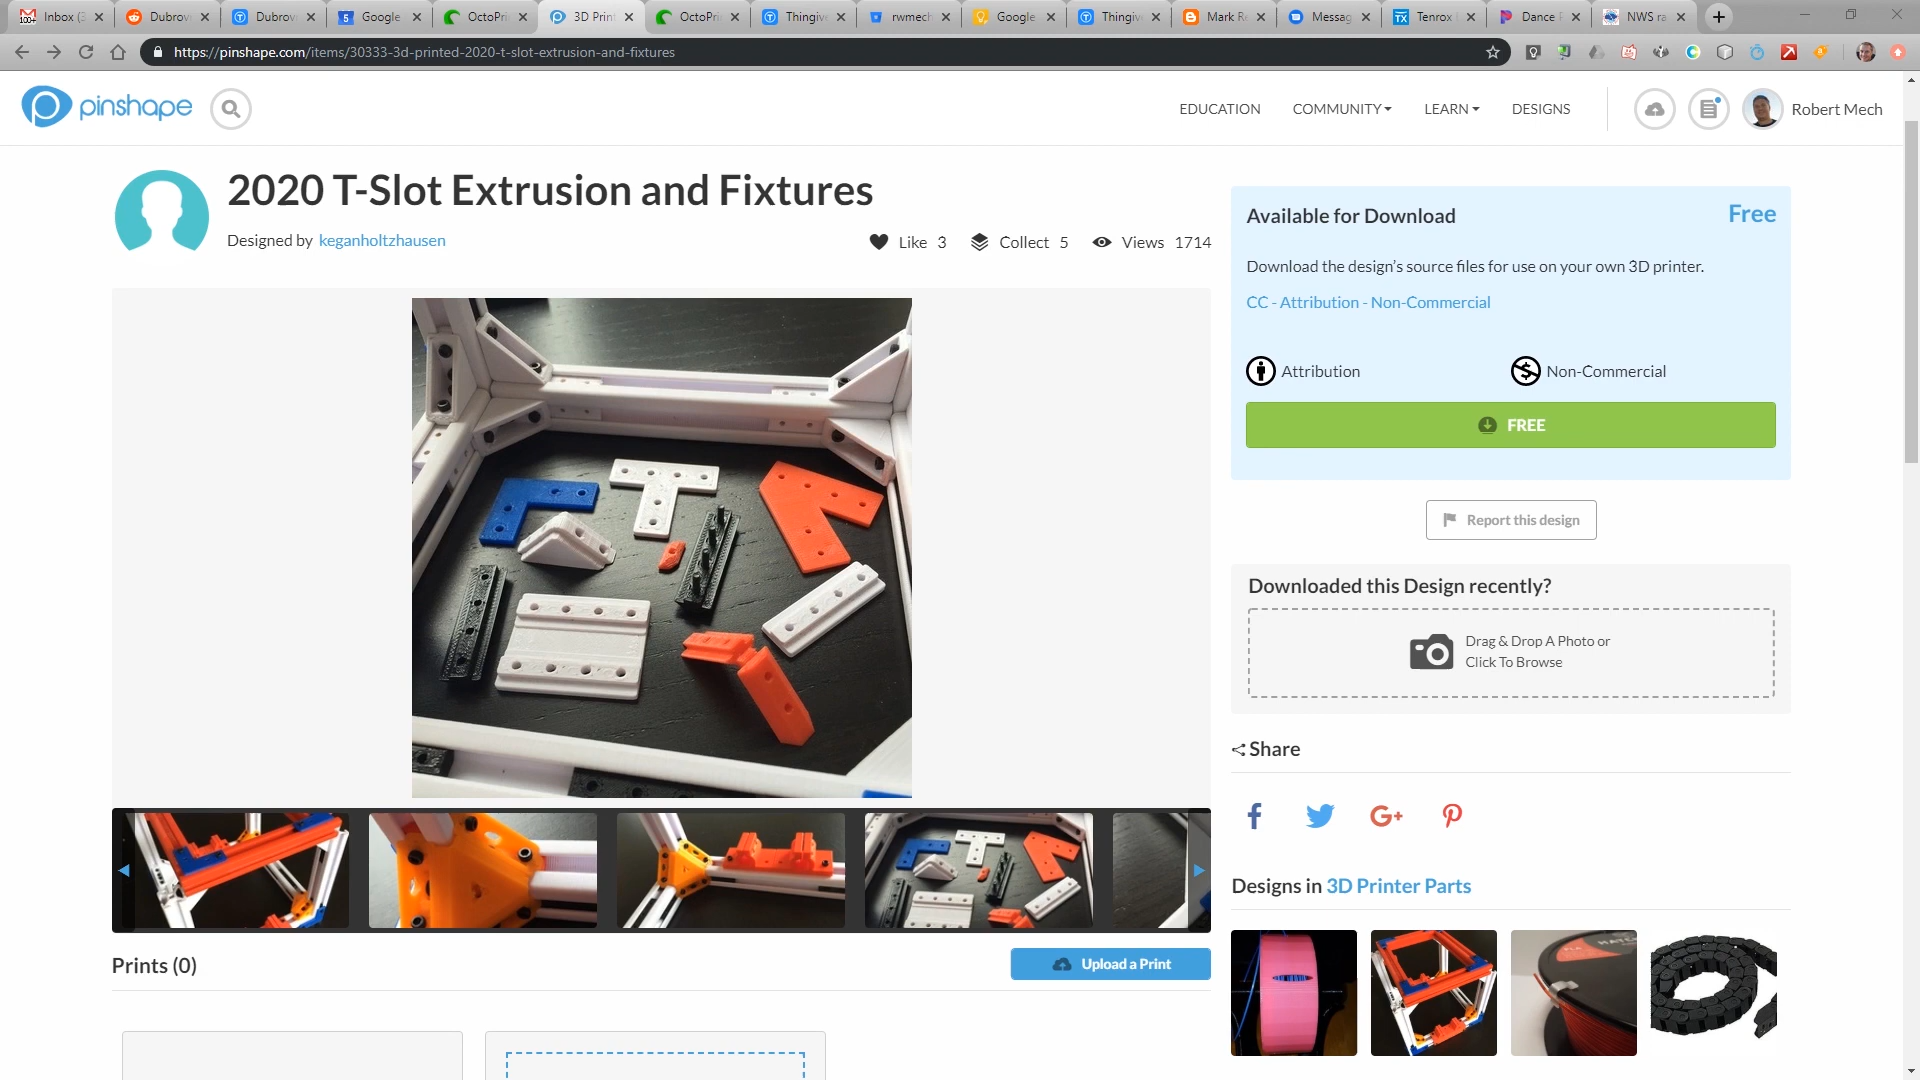 Inbox (
Dubrov
Dubrov
Google
OctoPri
3D Prin
OctoPri
Thingiv
rwmech
Google
Thingiv
Mark R
Messag
Tenrox
Dance
NWS ra
https://pinshape.com/items/30333-3d-printed-2020-t-slot-extrusion-and-fixtures
pinshape
EDUCATION
COMMUNITY
LEARN
DESIGNS
Robert Mech
2020 T-Slot Extrusion and Fixtures
Designed by keganholtzhausen
Like 3
Collect 5
Views 1714
Available for Download
Free
Download the design’s source files for use on your own 3D printer.
CC - Attribution - Non-Commercial
Attribution
Non-Commercial
FREE
Report this design
Downloaded this Design recently?
Drag & Drop A Photo or
Click To Browse
Share
Designs in 3D Printer Parts
Prints (0)
Upload a Print